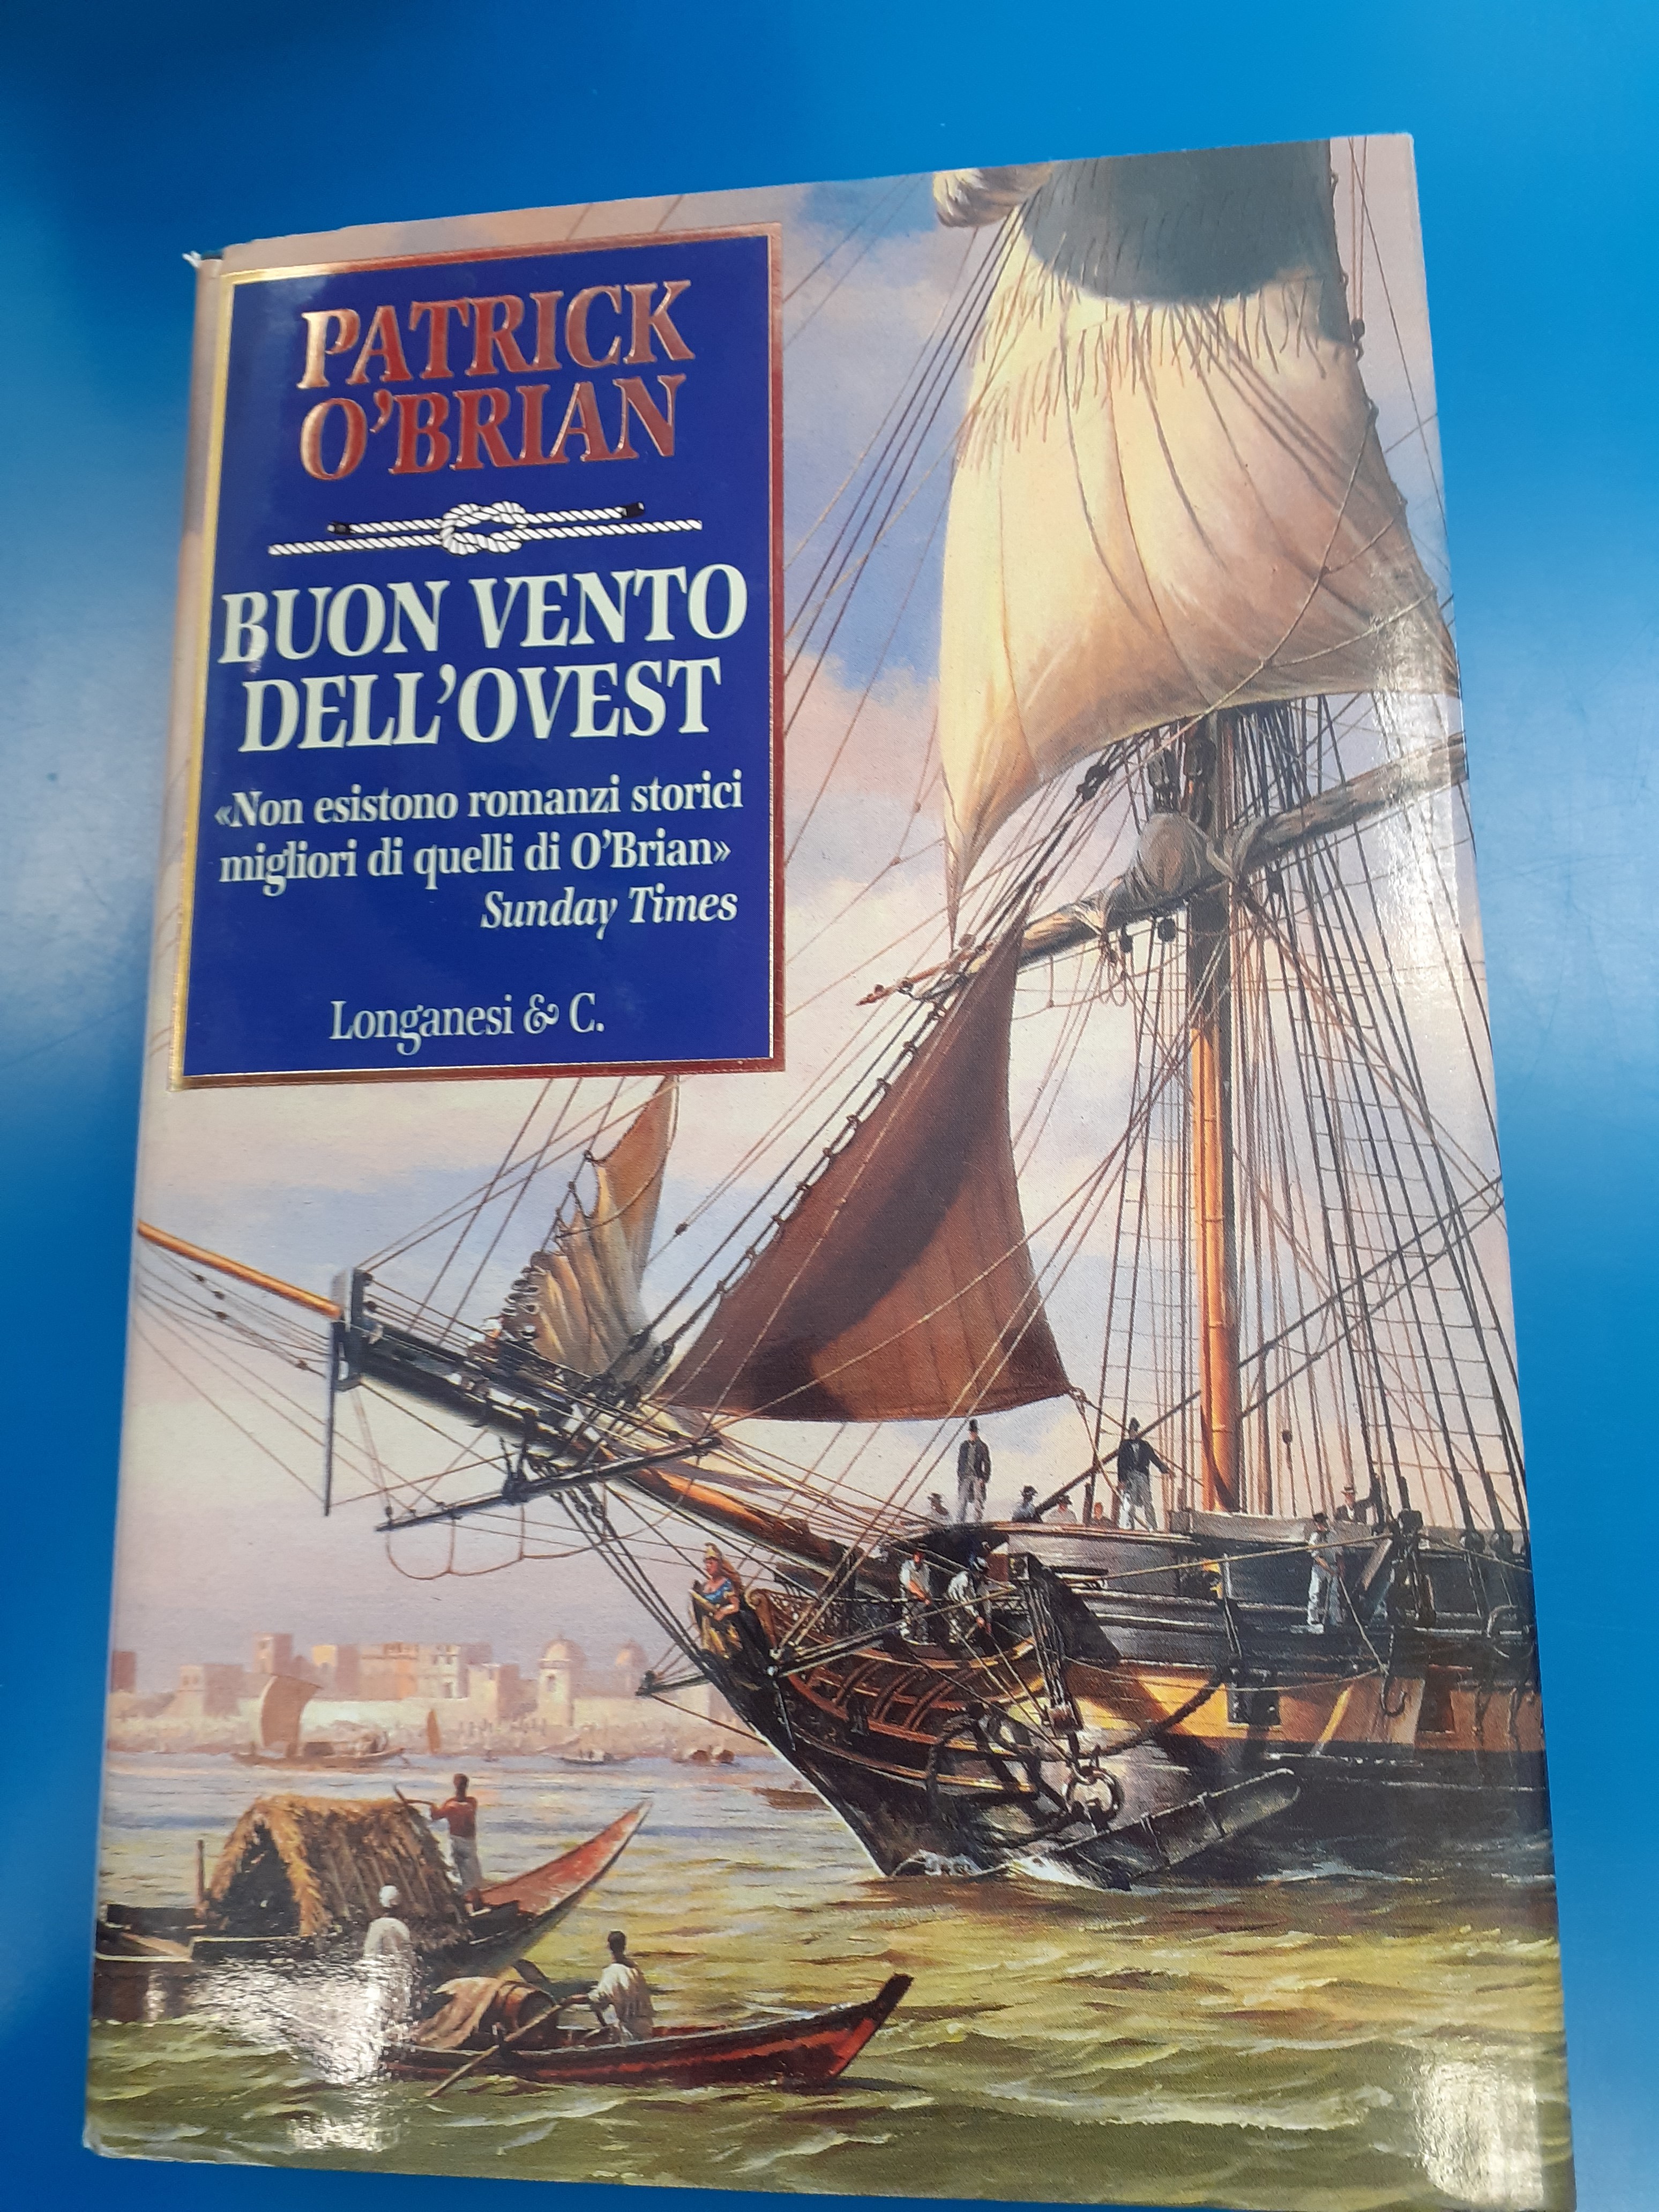 PATRICK
O'BRIAN
BUON VENTO
DELL'OVEST
«Non esistono romanzi storici
migliori di quelli di O'Brian»
Sunday Times
Longanesi & C.